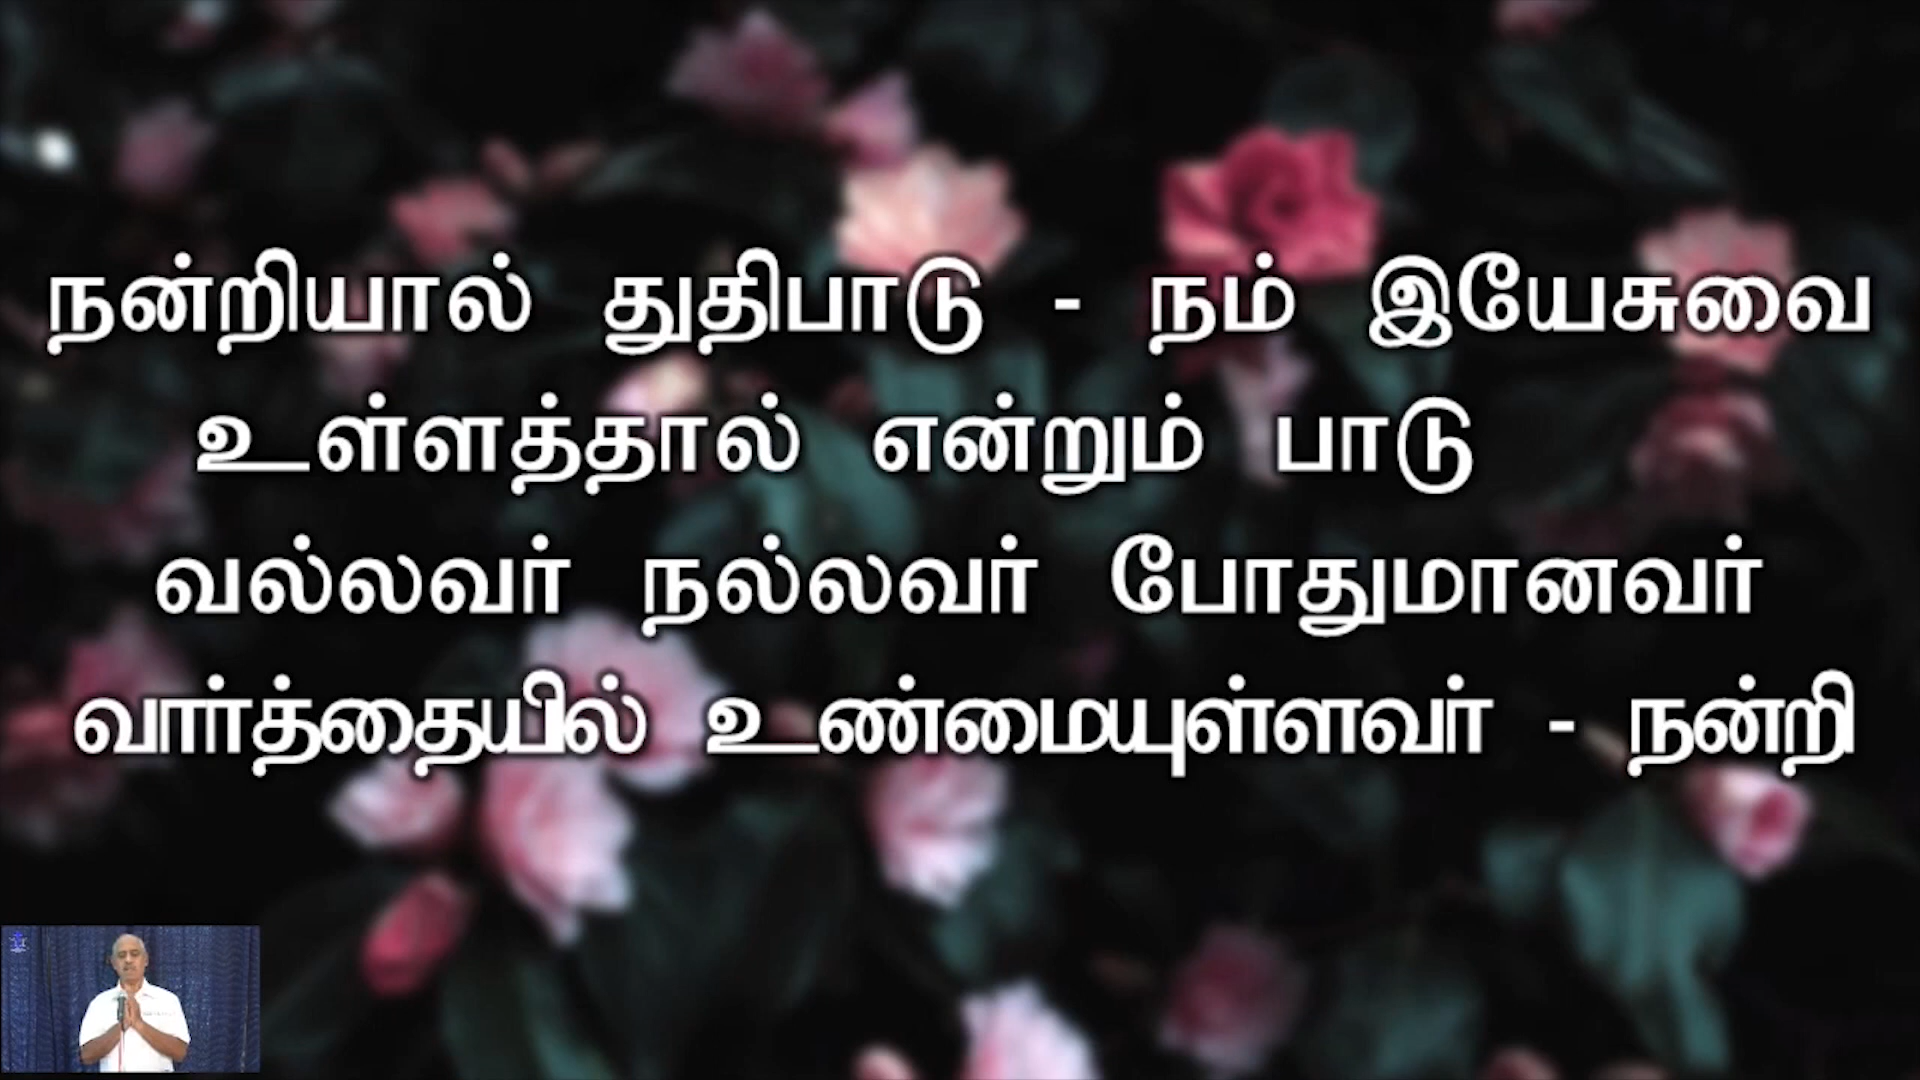 நன்றியால் துதிபாடு - நம் இயேசுவை
உள்ளத்தால் என்றும் பாடு
வல்லவர் நல்லவர் போதுமானவர்
வார்த்தையில் உண்மையுள்ளவர் - நன்றி